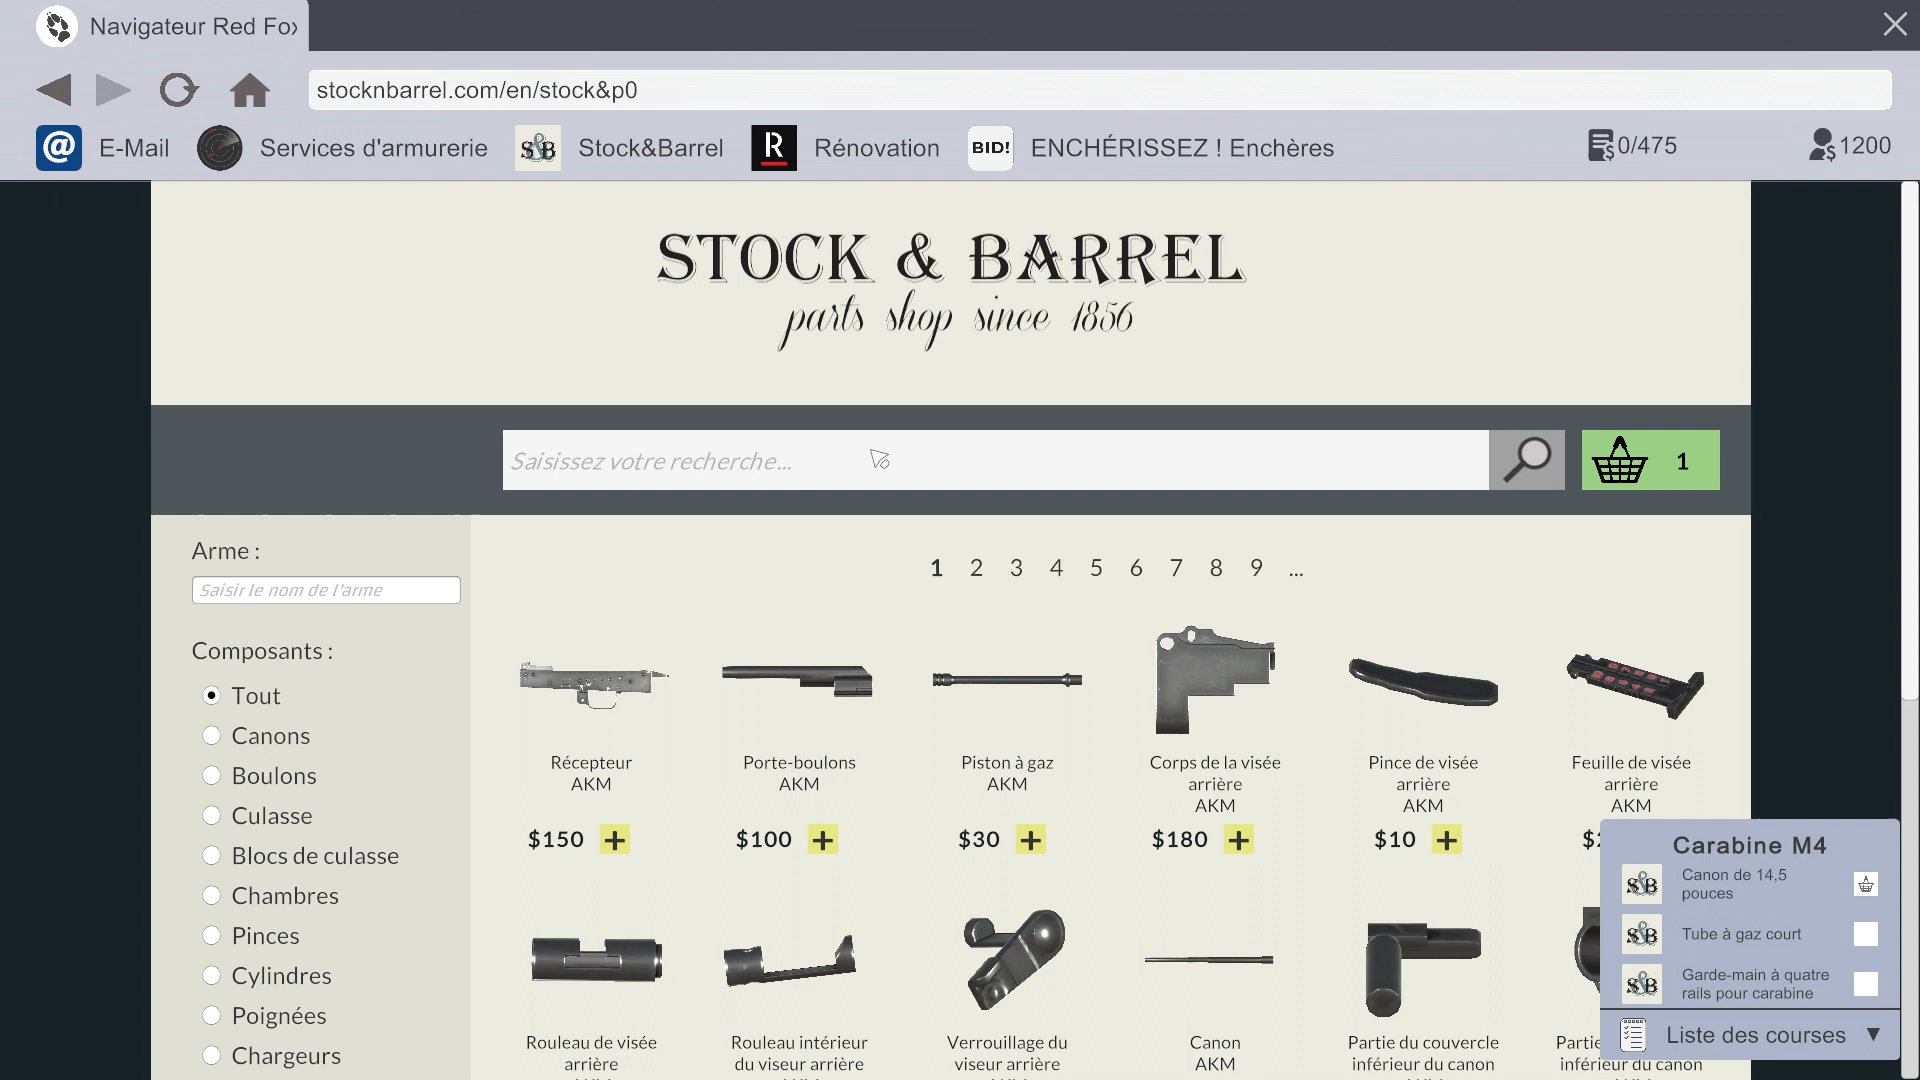 Navigateur Red Fox
stocknbarrel.com/en/stock&p0
@ E-Mail
Services d'armurerie
S&B Stock&Barrel
R Rénovation
BID! ENCHÉRISSEZ ! Enchères
$0/475
$1200
STOCK & BARREL
parts shop since 1856
Saisissez votre recherche...
1
Arme :
Saisir le nom de l'arme
Composants :
Tout
Canons
Boulons
Culasse
Blocs de culasse
Chambres
Pinces
Cylindres
Poignées
Chargeurs
1 2 3 4 5 6 7 8 9 ...
Récepteur
AKM
$150 +
Porte-boulons
AKM
$100 +
Piston à gaz
AKM
$30 +
Corps de la visée
arrière
AKM
$180 +
Pince de visée
arrière
AKM
$10 +
Feuille de visée
arrière
AKM
Rouleau de visée
arrière
Rouleau intérieur
du viseur arrière
Verrouillage du
viseur arrière
Canon
AKM
Partie du couvercle
inférieur du canon
Partie
inférieur du canon
Carabine M4
S&B Canon de 14,5
pouces
S&B Tube à gaz court
S&B Garde-main à quatre
rails pour carabine
Liste des courses ▼